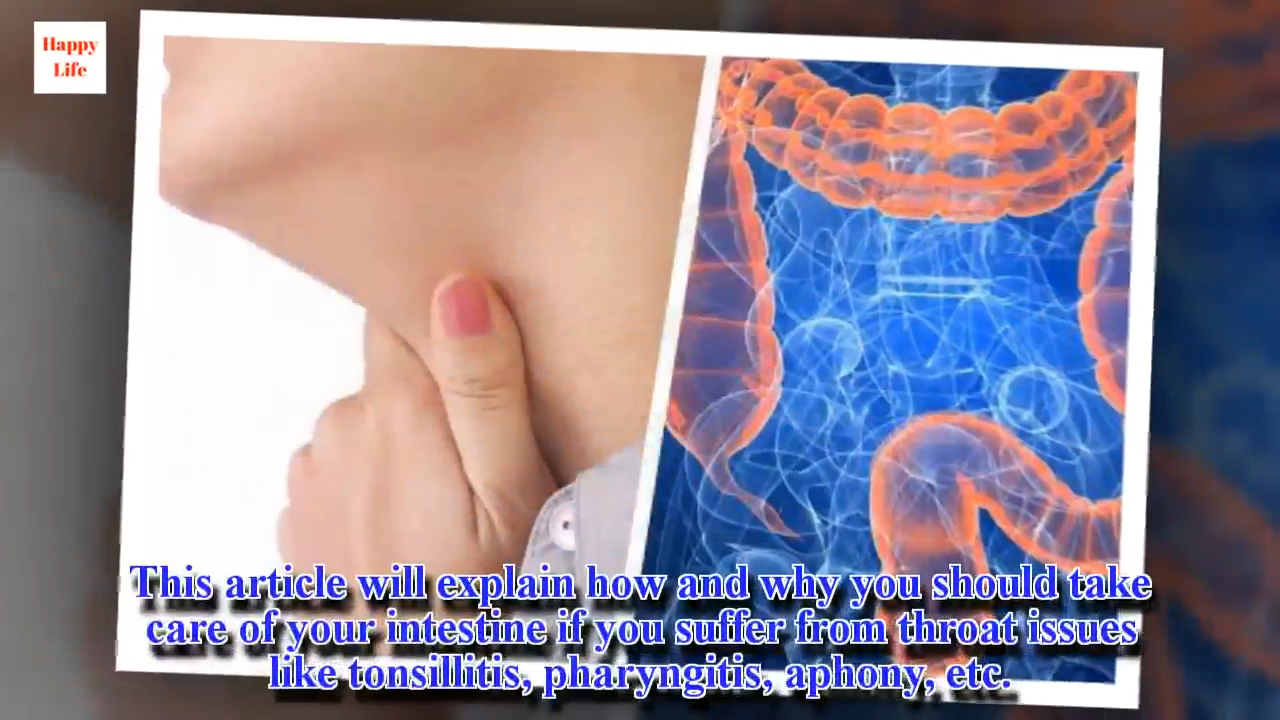 Happy
Life
This article will explain how and why you should take
care of your intestine if you suffer from throat issues
like tonsillitis, pharyngitis, aphony, etc.